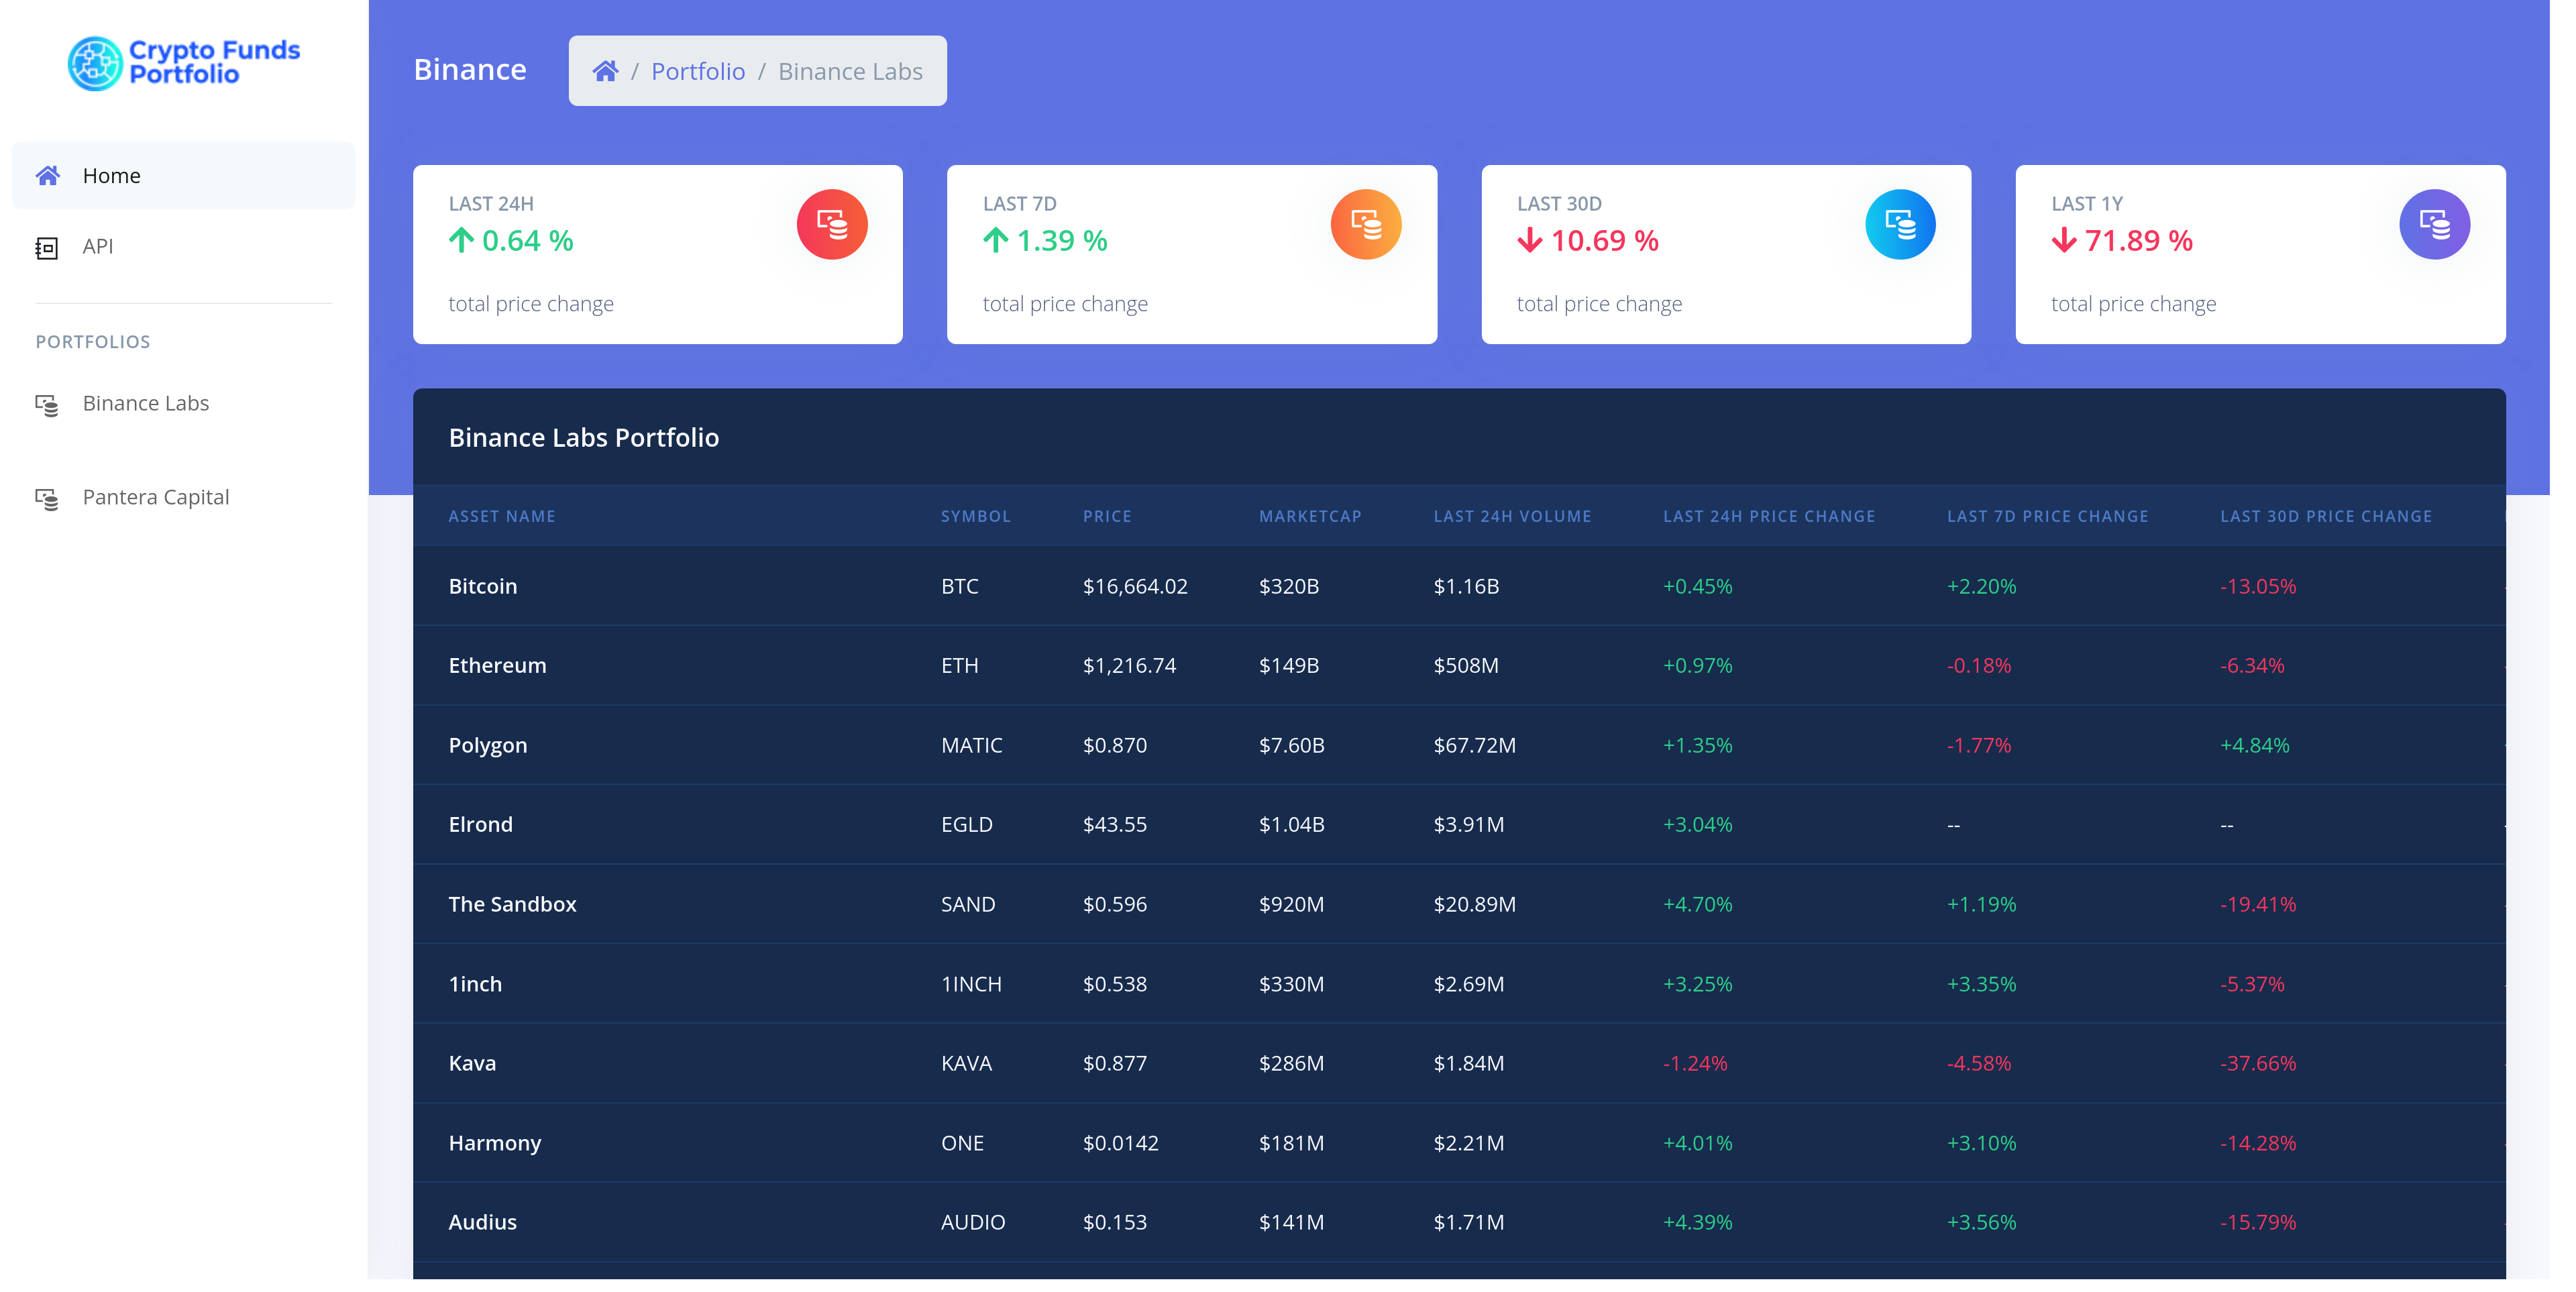 Crypto Funds
Portfolio
Home
API
PORTFOLIOS
Binance Labs
Pantera Capital
Binance
/ Portfolio / Binance Labs
LAST 24H
0.64 %
total price change
LAST 7D
1.39 %
total price change
LAST 30D
10.69 %
total price change
LAST 1Y
71.89 %
total price change
Binance Labs Portfolio
ASSET NAME SYMBOL PRICE MARKETCAP LAST 24H VOLUME LAST 24H PRICE CHANGE LAST 7D PRICE CHANGE LAST 30D PRICE CHANGE
Bitcoin BTC $16,664.02 $320B $1.16B +0.45% +2.20% -13.05%
Ethereum ETH $1,216.74 $149B $508M +0.97% -0.18% -6.34%
Polygon MATIC $0.870 $7.60B $67.72M +1.35% -1.77% +4.84%
Elrond EGLD $43.55 $1.04B $3.91M +3.04% -- --
The Sandbox SAND $0.596 $920M $20.89M +4.70% +1.19% -19.41%
1inch 1INCH $0.538 $330M $2.69M +3.25% +3.35% -5.37%
Kava KAVA $0.877 $286M $1.84M -1.24% -4.58% -37.66%
Harmony ONE $0.0142 $181M $2.21M +4.01% +3.10% -14.28%
Audius AUDIO $0.153 $141M $1.71M +4.39% +3.56% -15.79%